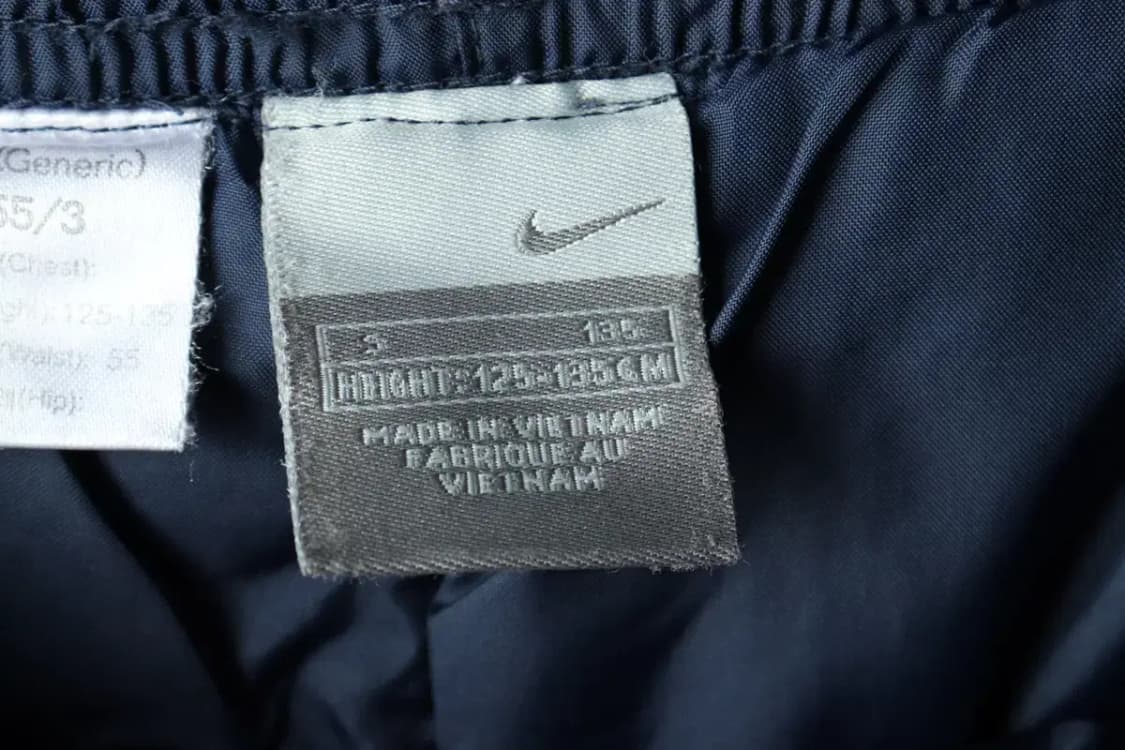 (Generic)
55/3
(Chest):
ght): 125-135
(Waist): 55
(Hip):
S 135
HEIGHT: 125-135CM
MADE IN VIETNAM
FABRIQUE AU
VIETNAM